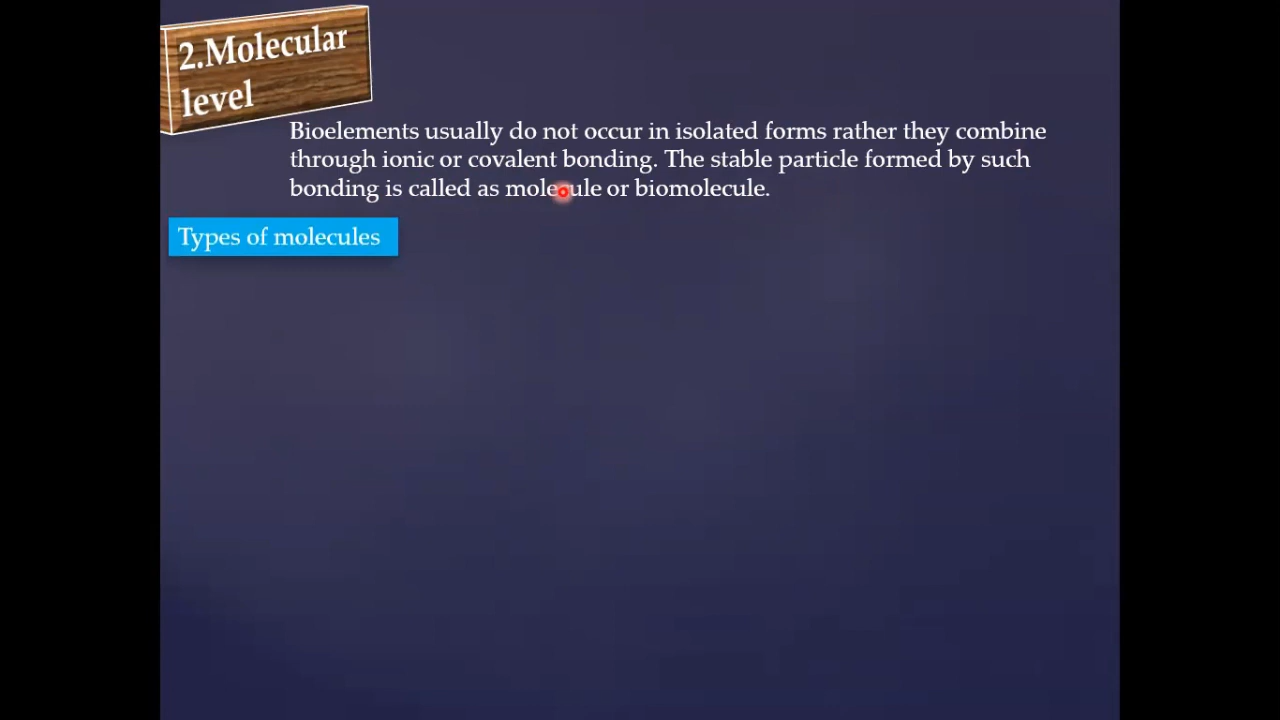 2.Molecular
level
Bioelements usually do not occur in isolated forms rather they combine
through ionic or covalent bonding. The stable particle formed by such
bonding is called as molecule or biomolecule.
Types of molecules